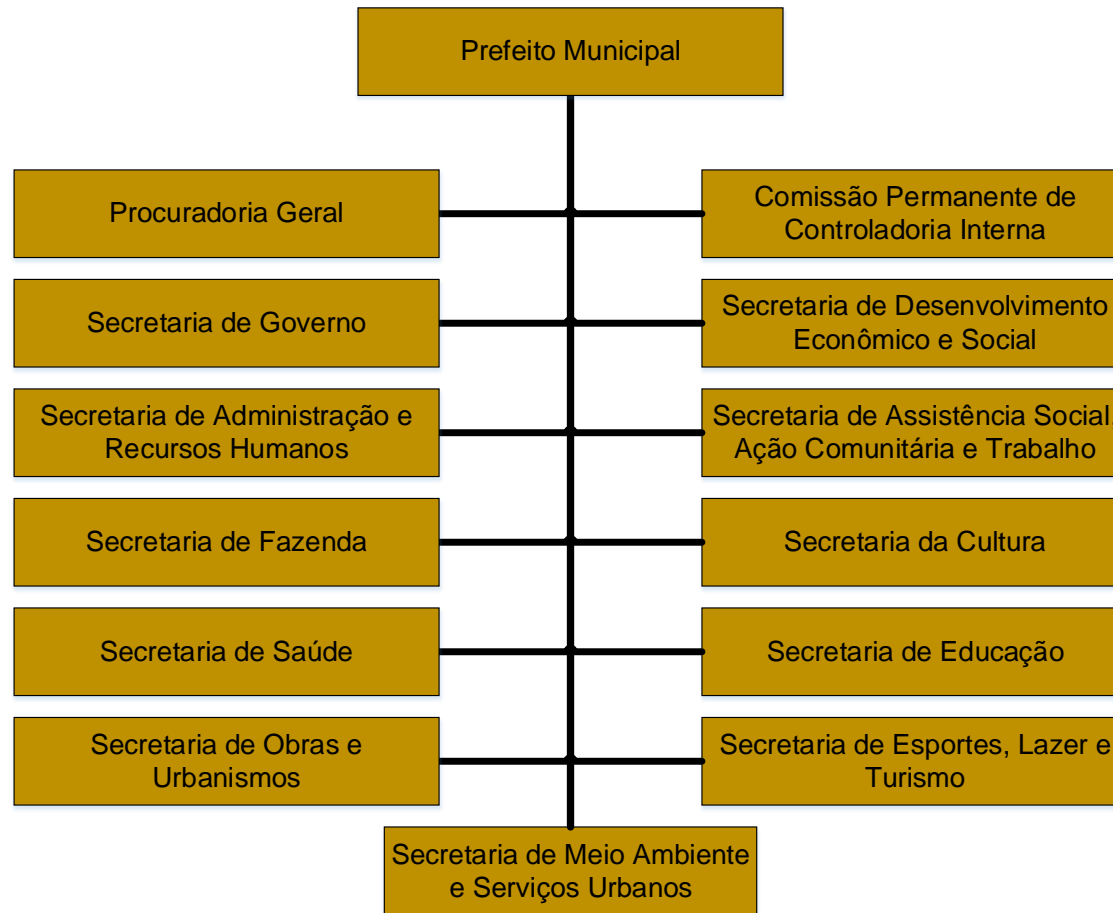 Prefeito Municipal
Procuradoria Geral
Comissão Permanente de
Controladoria Interna
Secretaria de Governo
Secretaria de Desenvolvimento
Econômico e Social
Secretaria de Administração e
Recursos Humanos
Secretaria de Assistência Social,
Ação Comunitária e Trabalho
Secretaria de Fazenda
Secretaria da Cultura
Secretaria de Saúde
Secretaria de Educação
Secretaria de Obras e
Urbanismos
Secretaria de Esportes, Lazer e
Turismo
Secretaria de Meio Ambiente
e Serviços Urbanos